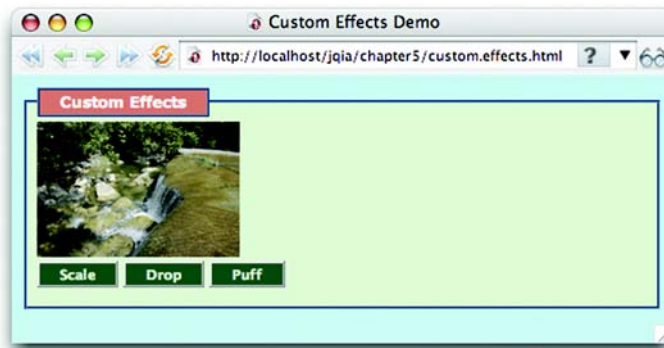 Custom Effects Demo
http://localhost/jqia/chapter5/custom.effects.html ?
Custom Effects
Scale Drop Puff